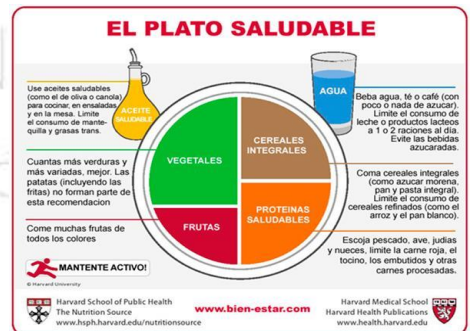 EL PLATO SALUDABLE
Use aceites saludables
(como el de oliva o canola)
para cocinar, en ensaladas
y en la mesa. Limite
el consumo de mante-
quilla y grasas trans.
ACEITE
SALUDABLE
AGUA
Beba agua, té o café (con
poco o nada de azucar).
Limite el consumo de
leche o productos lacteos
a 1 o 2 raciones al día.
Evite las bebidas
azucaradas.
VEGETALES
CEREALES
INTEGRALES
Cuantas más verduras y
más variadas, mejor. Las
patatas (incluyendo las
fritas) no forman parte de
esta recomendacion
Coma cereales integrales
(como azucar morena,
pan y pasta integral).
Limite el consumo de
cereales refinados (como el
arroz y el pan blanco).
FRUTAS
PROTEINAS
SALUDABLES
Come muchas frutas de
todos los colores
Escoja pescado, ave, judias
y nueces, limite la carne roja, el
tocino, los embutidos y otras
carnes procesadas.
MANTENTE ACTIVO!
© Harvard University
Harvard School of Public Health
The Nutrition Source
www.hsph.harvard.edu/nutritionsource
www.bien-estar.com
Harvard Medical School
Harvard Health Publications
www.health.harvard.edu